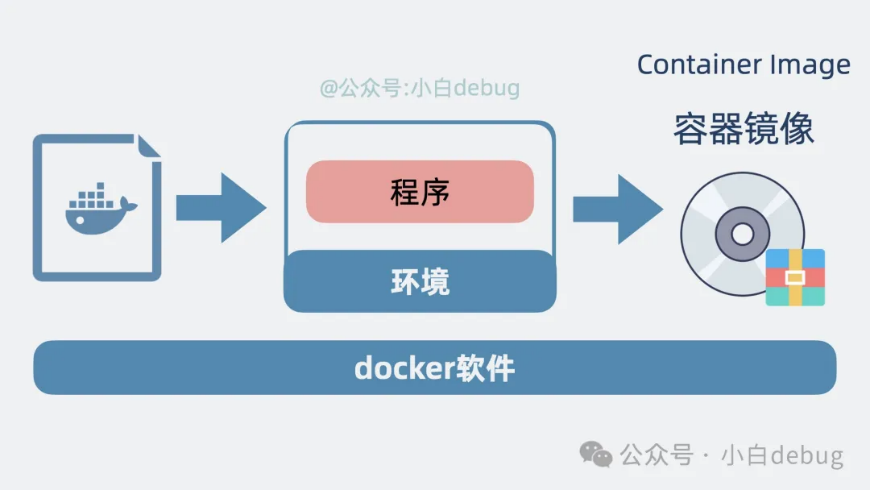 Container Image
@公众号:小白debug
容器镜像
程序
环境
docker软件
公众号 · 小白debug